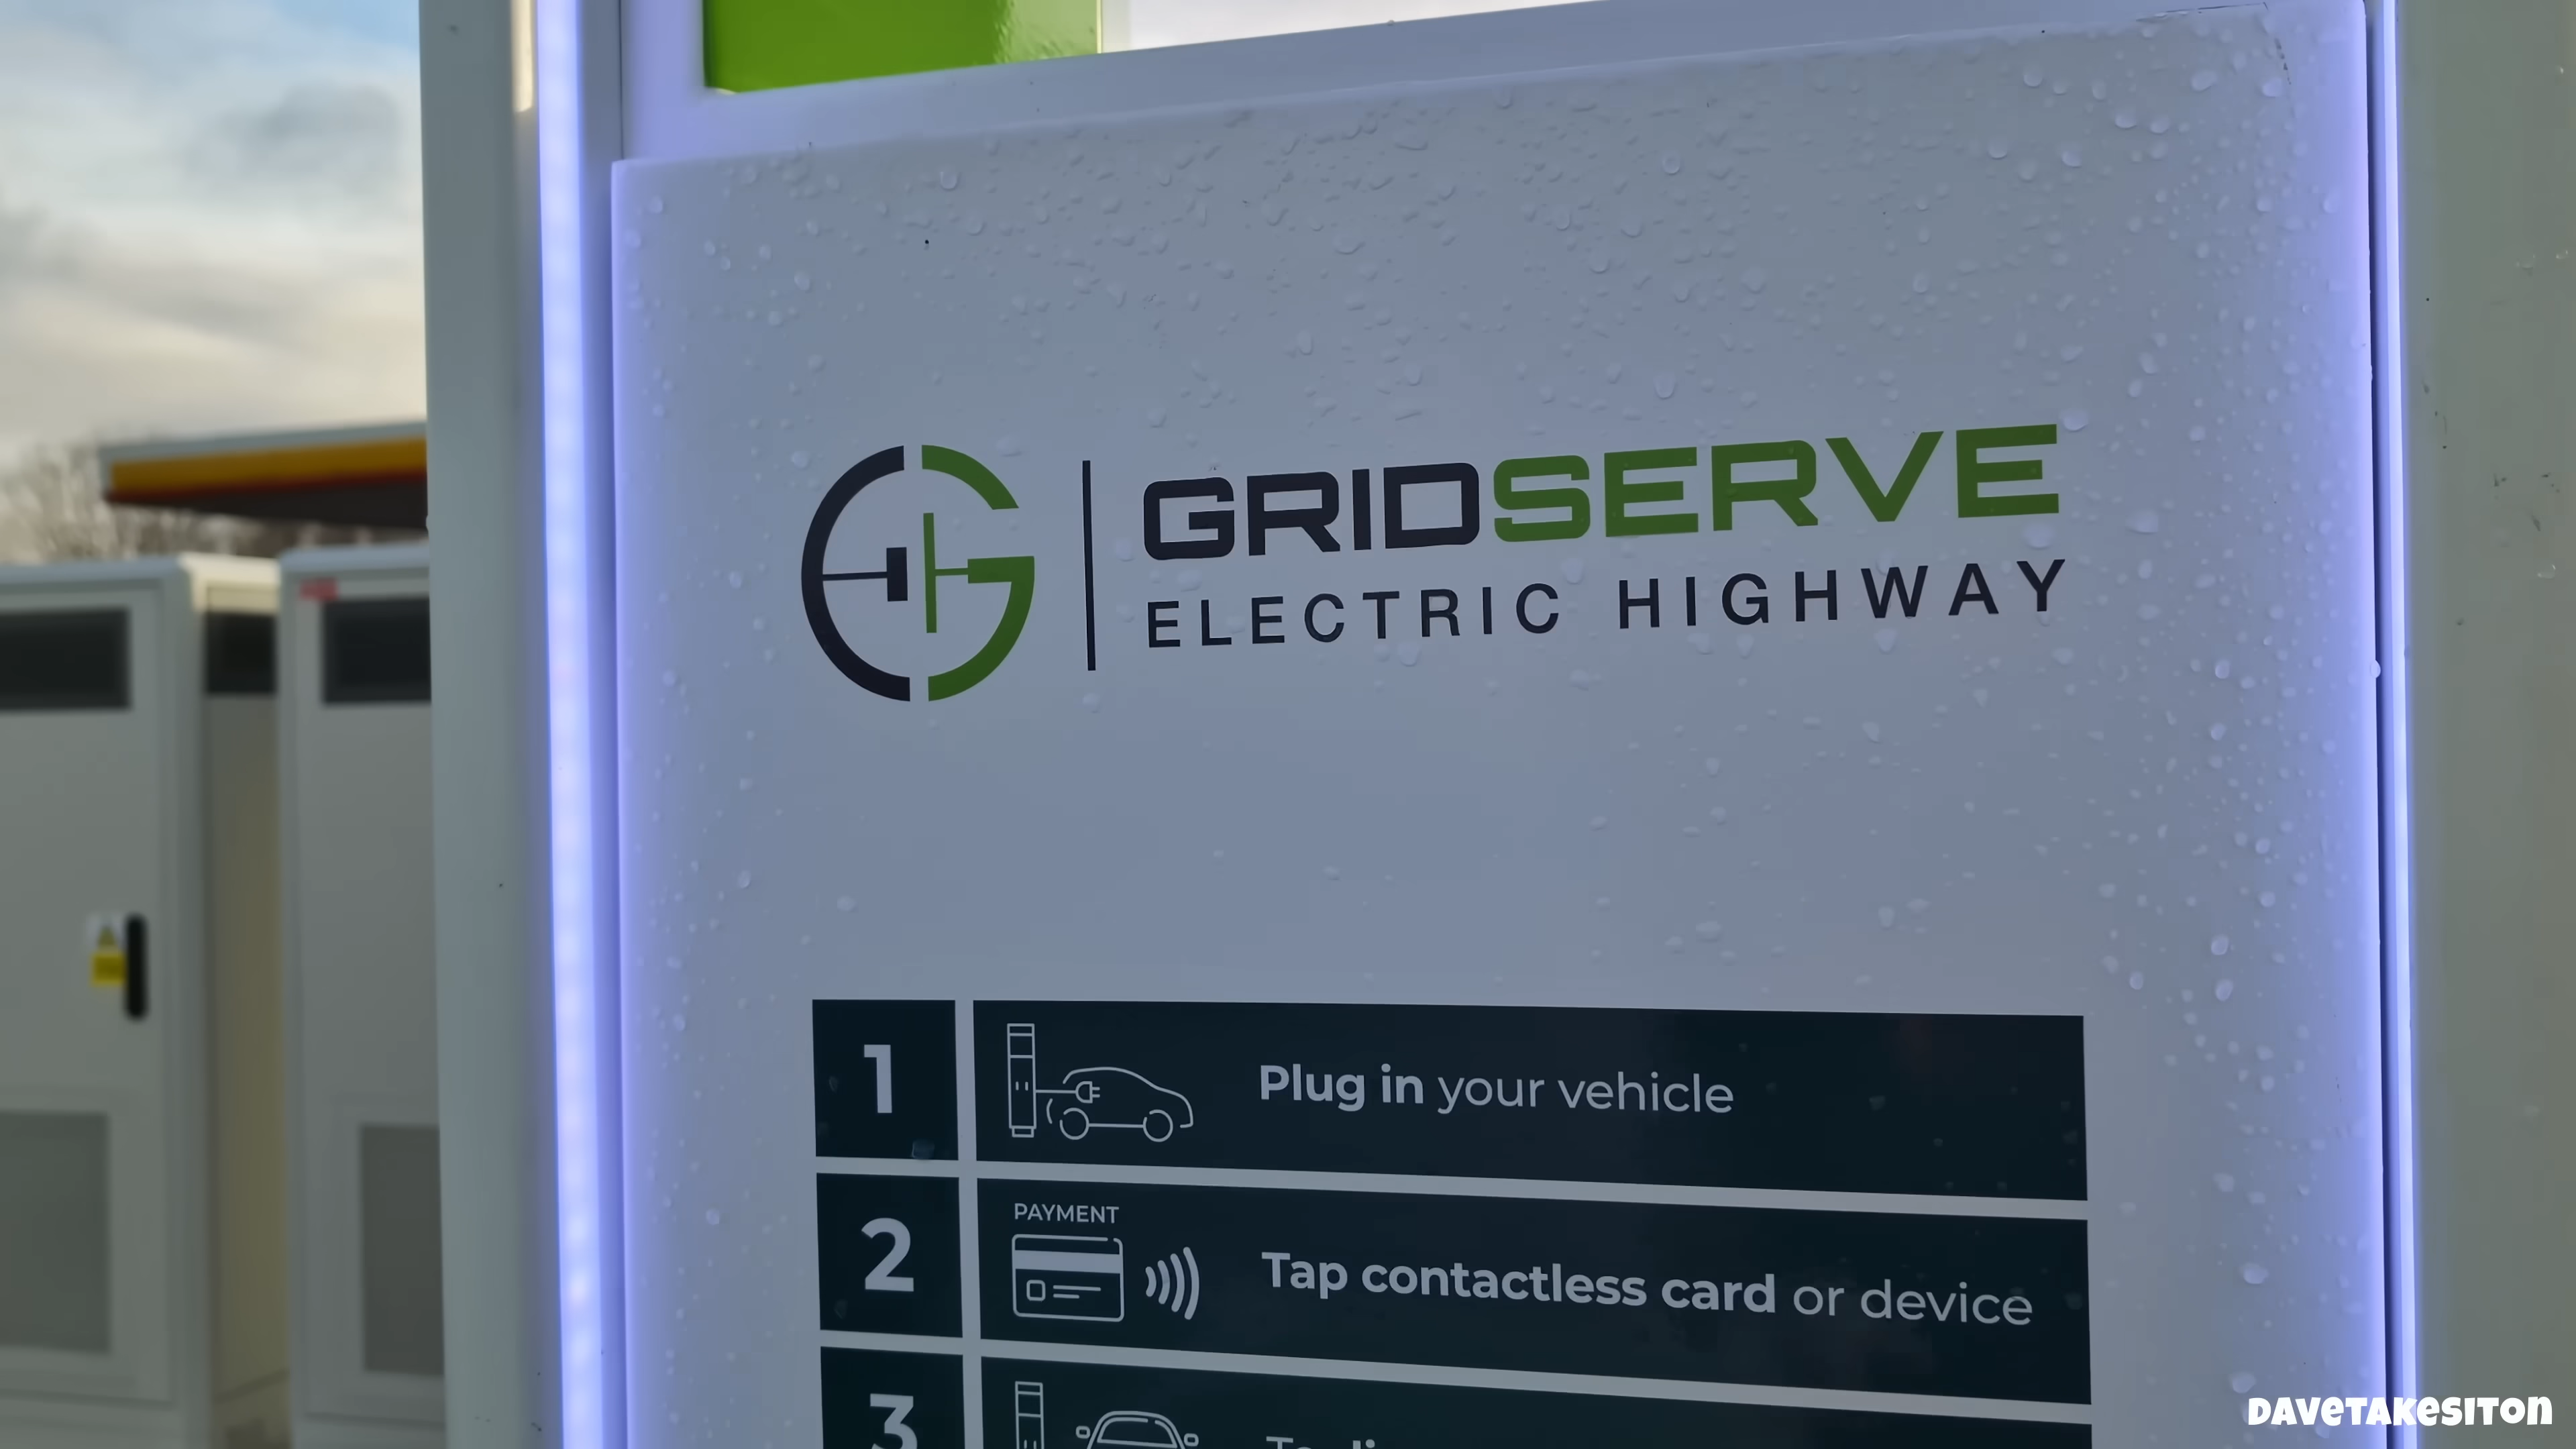 GRIDSERVE
ELECTRIC HIGHWAY
1
Plug in your vehicle
PAYMENT
2
Tap contactless card or device
3
DAVETAKESITON